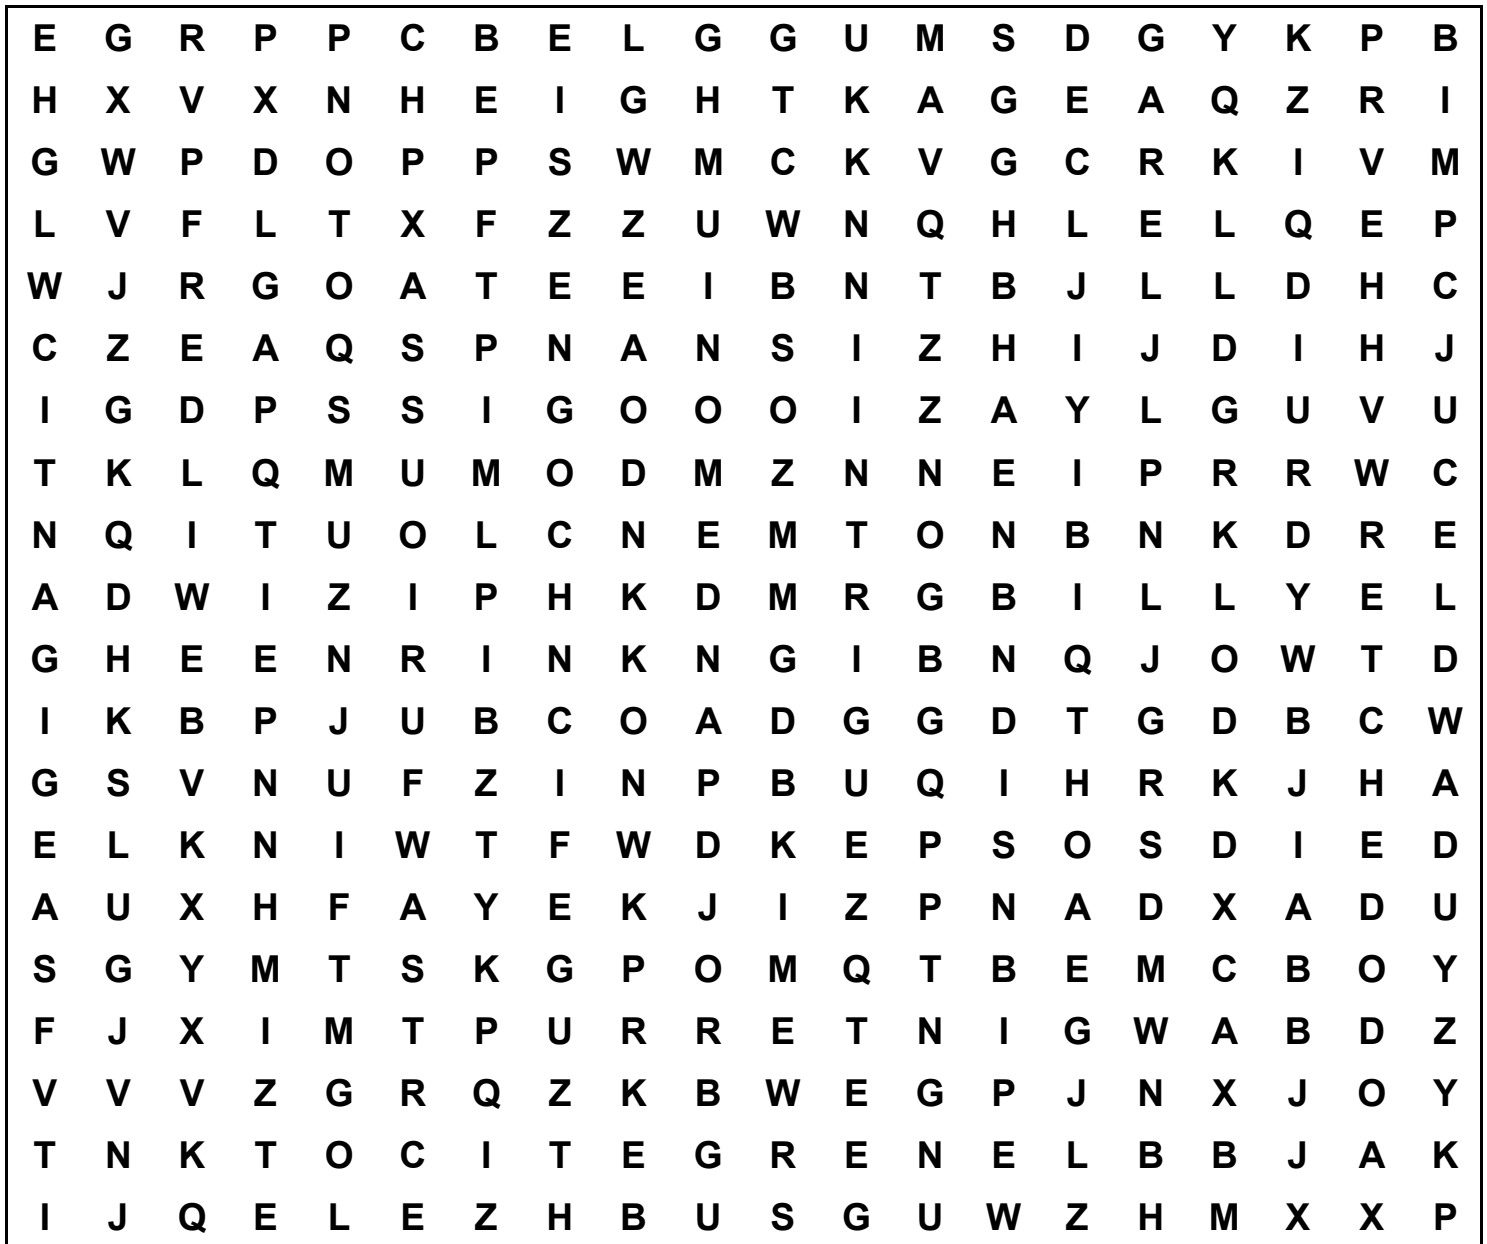 E G R P P C B E L G G U M S D G Y K P B
H X V X N H E I G H T K A G E A Q Z R I
G W P D O P P S W M C K V G C R K I V M
L V F L T X F Z Z U W N Q H L E L Q E P
W J R G O A T E E I B N T B J L L D H C
C Z E A Q S P N A N S I Z H I J D I H J
I G D P S S I G O O O I Z A Y L G U V U
T K L Q M U M O D M Z N N E I P R R W C
N Q I T U O L C N E M T O N B N K D R E
A D W I Z I P H K D M R G B I L L Y E L
G H E E N R I N K N G I B N Q J O W T D
I K B P J U B C O A D G G D T G D B C W
G S V N U F Z I N P B U Q I H R K J H A
E L K N I W T F W D K E P S O S D I E D
A U X H F A Y E K J I Z P N A D X A D U
S G Y M T S K G P O M Q T B E M C B O Y
F J X I M T P U R R E T N I G W A B D Z
V V V Z G R Q Z K B W E G P J N X J O Y
T N K T O C I T E G R E N E L B B J A K
I J Q E L E Z H B U S G U W Z H M X X P